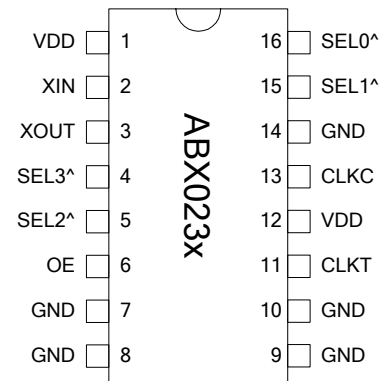 VDD 1 16 SEL0^
XIN 2 15 SEL1^
XOUT 3 14 GND
SEL3^ 4 13 CLKC
SEL2^ 5 12 VDD
OE 6 11 CLKT
GND 7 10 GND
GND 8 9 GND
ABX023x